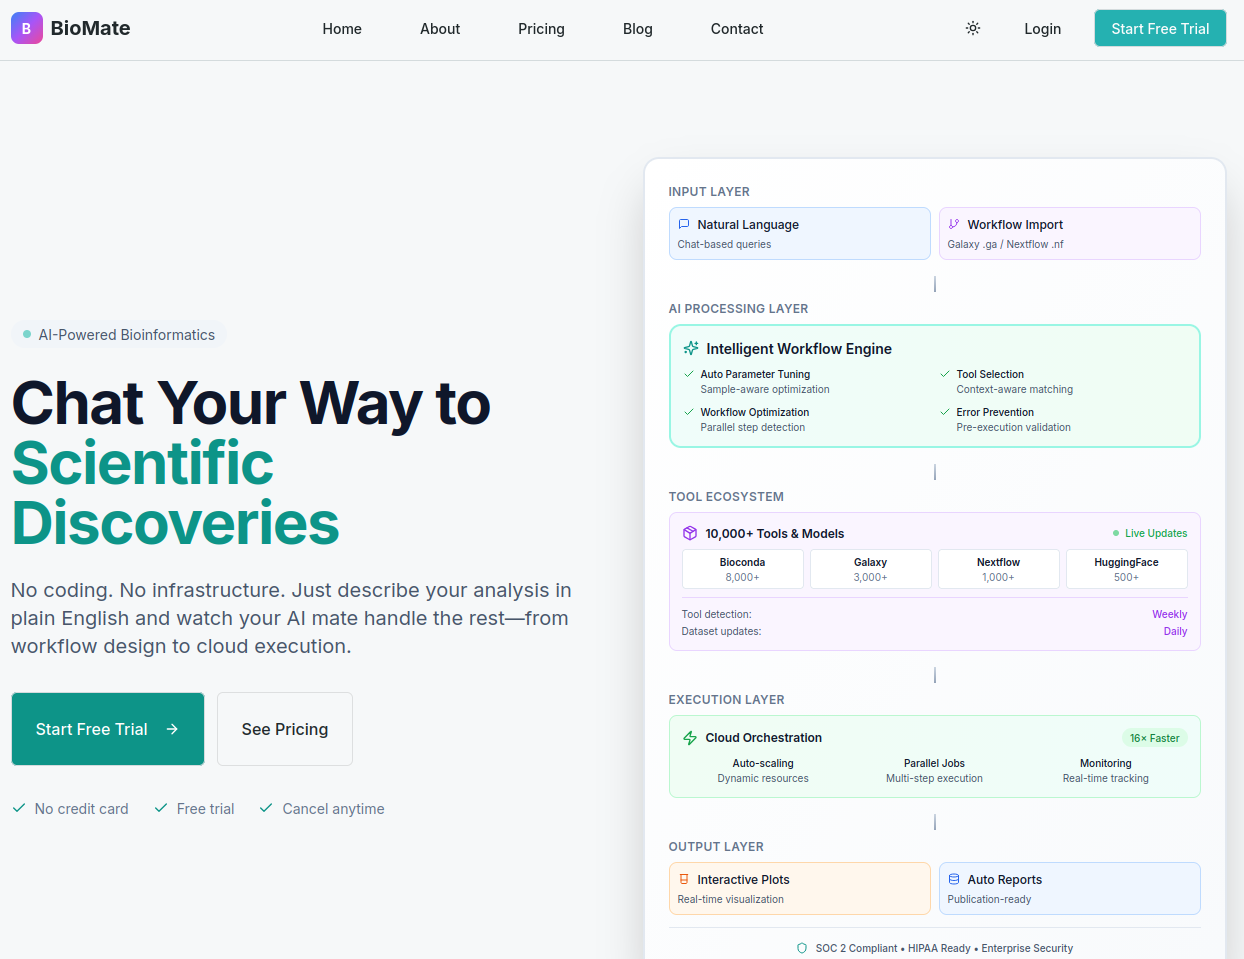 B BioMate Home About Pricing Blog Contact Login Start Free Trial
AI-Powered Bioinformatics
Chat Your Way to
Scientific
Discoveries
No coding. No infrastructure. Just describe your analysis in
plain English and watch your AI mate handle the rest—from
workflow design to cloud execution.
Start Free Trial See Pricing
No credit card Free trial Cancel anytime
INPUT LAYER
Natural Language
Chat-based queries
Workflow Import
Galaxy .ga / Nextflow .nf
AI PROCESSING LAYER
Intelligent Workflow Engine
Auto Parameter Tuning
Sample-aware optimization
Tool Selection
Context-aware matching
Workflow Optimization
Parallel step detection
Error Prevention
Pre-execution validation
TOOL ECOSYSTEM
10,000+ Tools & Models Live Updates
Bioconda
8,000+
Galaxy
3,000+
Nextflow
1,000+
HuggingFace
500+
Tool detection: Weekly
Dataset updates: Daily
EXECUTION LAYER
Cloud Orchestration 16× Faster
Auto-scaling
Dynamic resources
Parallel Jobs
Multi-step execution
Monitoring
Real-time tracking
OUTPUT LAYER
Interactive Plots
Real-time visualization
Auto Reports
Publication-ready
SOC 2 Compliant • HIPAA Ready • Enterprise Security